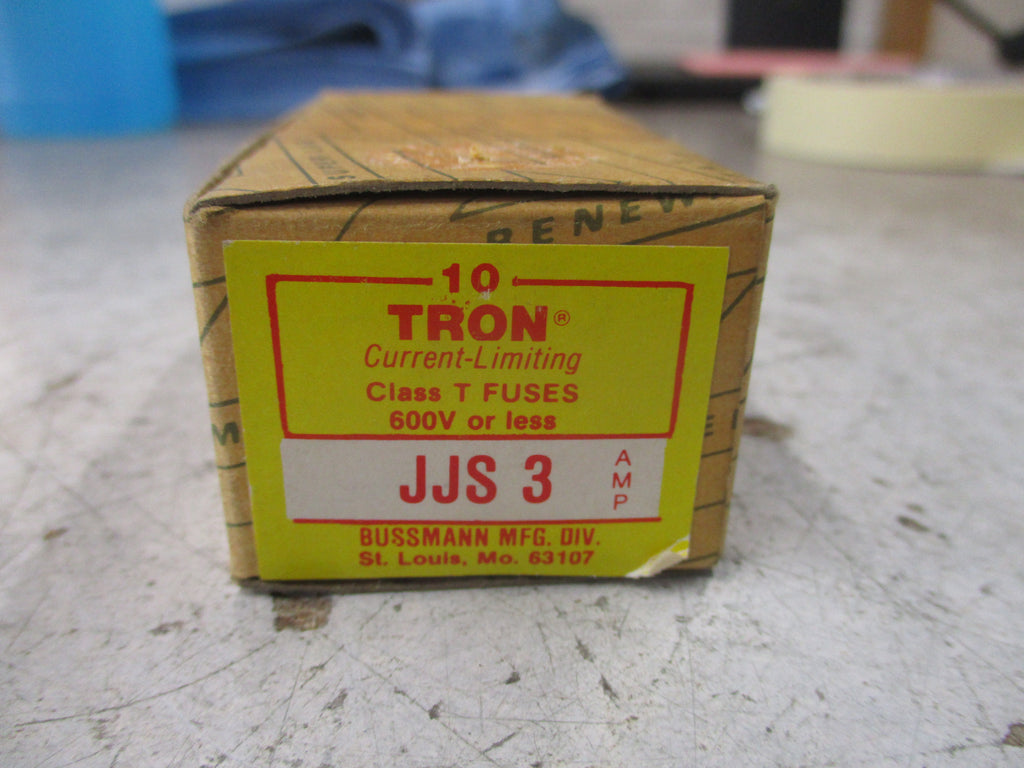 RENEW
10
TRON®
Current-Limiting
Class T FUSES
600V or less
JJS 3 AMP
BUSSMANN MFG. DIV.
St. Louis, Mo. 63107